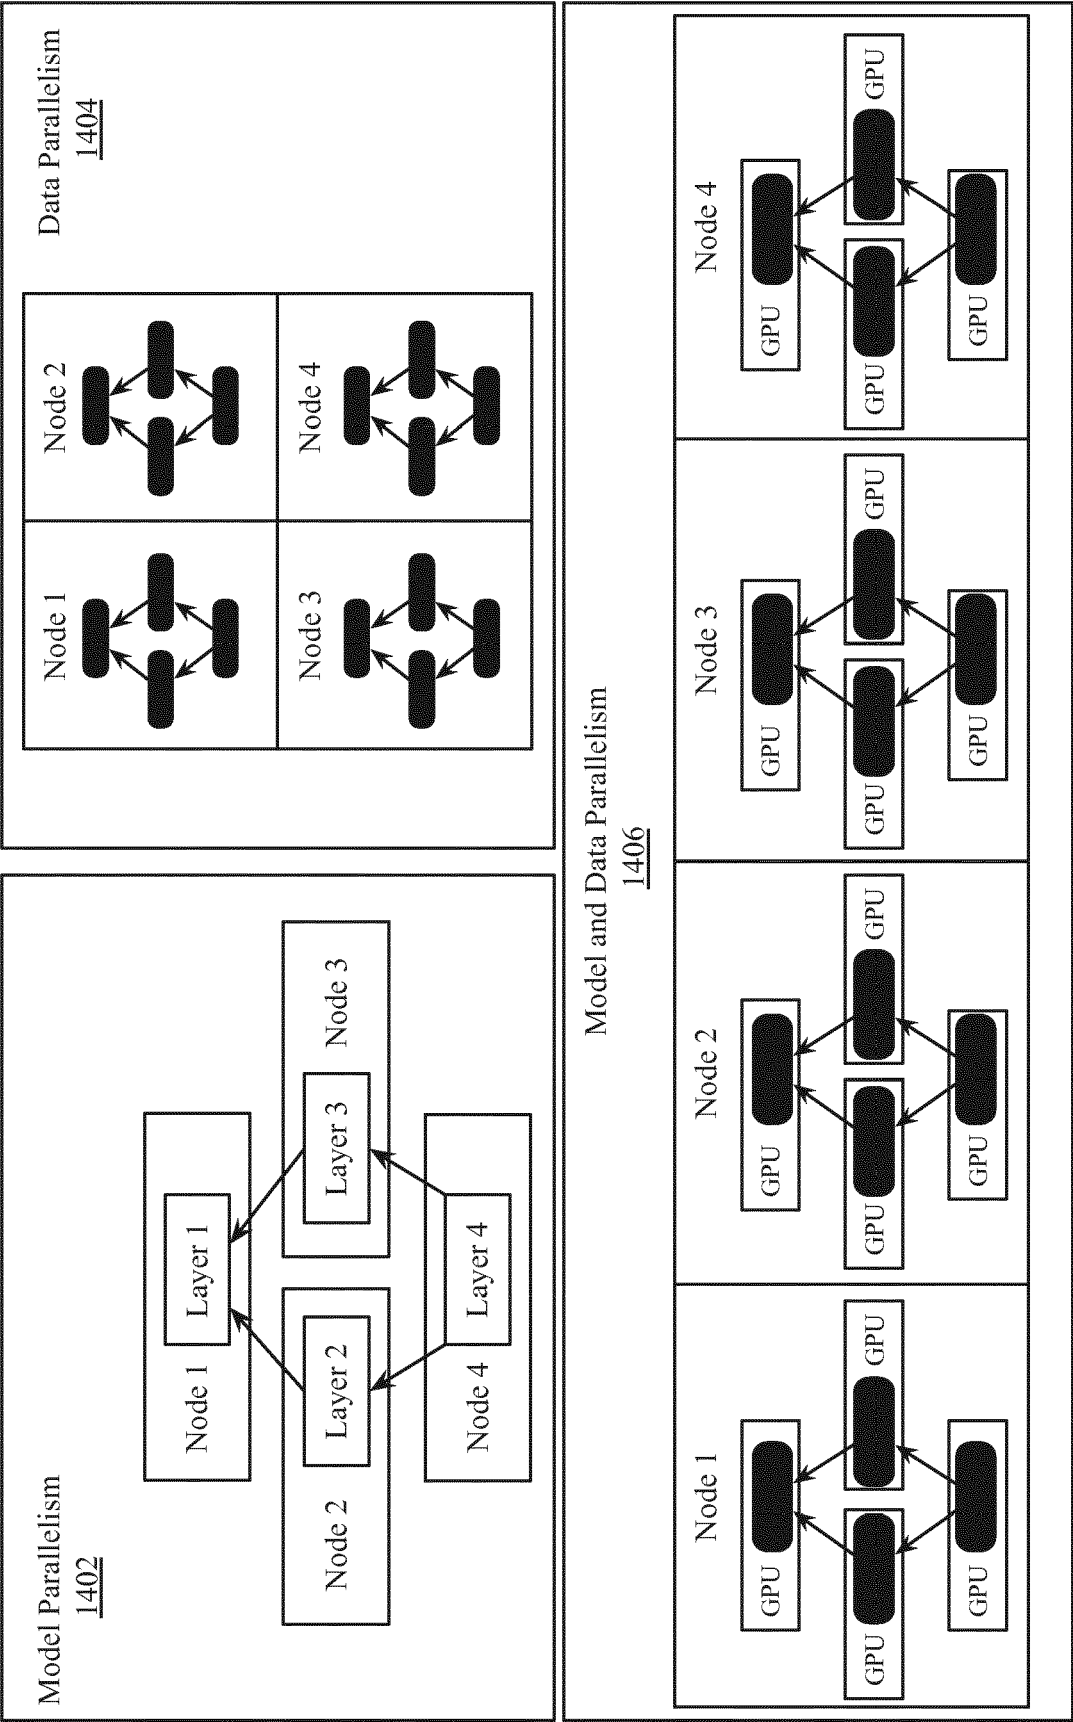 Model Parallelism
1402
Node 1
Layer 1
Node 2
Layer 2
Layer 3
Node 3
Node 4
Layer 4
Data Parallelism
1404
Node 1
Node 2
Node 3
Node 4
Model and Data Parallelism
1406
Node 1
GPU
GPU
GPU
GPU
Node 2
GPU
GPU
GPU
GPU
Node 3
GPU
GPU
GPU
GPU
Node 4
GPU
GPU
GPU
GPU